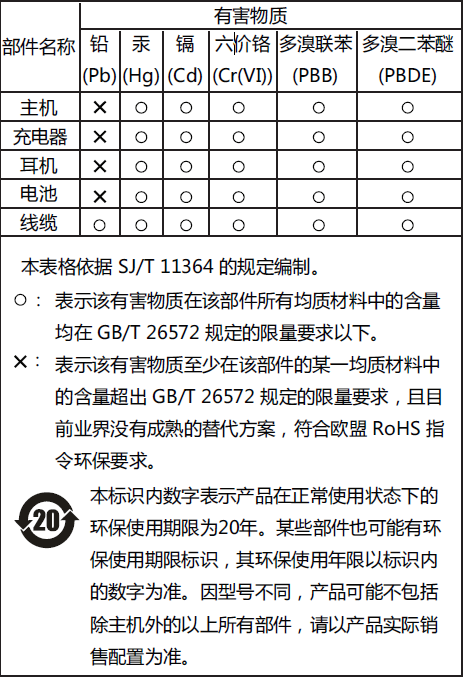 有害物质
部件名称 铅 汞 镉 六价铬 多溴联苯 多溴二苯醚
(Pb) (Hg) (Cd) (Cr(VI)) (PBB) (PBDE)
主机 × ○ ○ ○ ○ ○
充电器 × ○ ○ ○ ○ ○
耳机 × ○ ○ ○ ○ ○
电池 × ○ ○ ○ ○ ○
线缆 ○ ○ ○ ○ ○ ○
本表格依据 SJ/T 11364 的规定编制。
○：表示该有害物质在该部件所有均质材料中的含量
均在 GB/T 26572 规定的限量要求以下。
×：表示该有害物质至少在该部件的某一均质材料中
的含量超出 GB/T 26572 规定的限量要求，且目
前业界没有成熟的替代方案，符合欧盟 RoHS 指
令环保要求。
20
本标识内数字表示产品在正常使用状态下的
环保使用期限为20年。某些部件也可能有环
保使用期限标识，其环保使用年限以标识内
的数字为准。因型号不同，产品可能不包括
除主机外的以上所有部件，请以产品实际销
售配置为准。